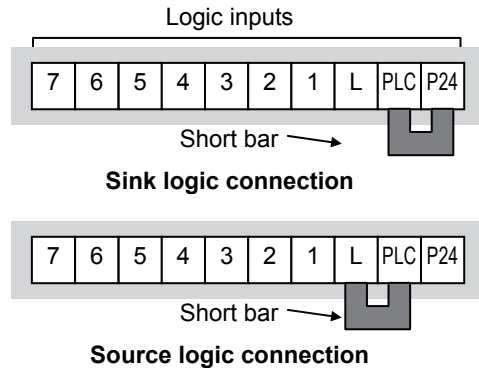 Logic inputs
7 6 5 4 3 2 1 L PLC P24
Short bar
Sink logic connection
7 6 5 4 3 2 1 L PLC P24
Short bar
Source logic connection